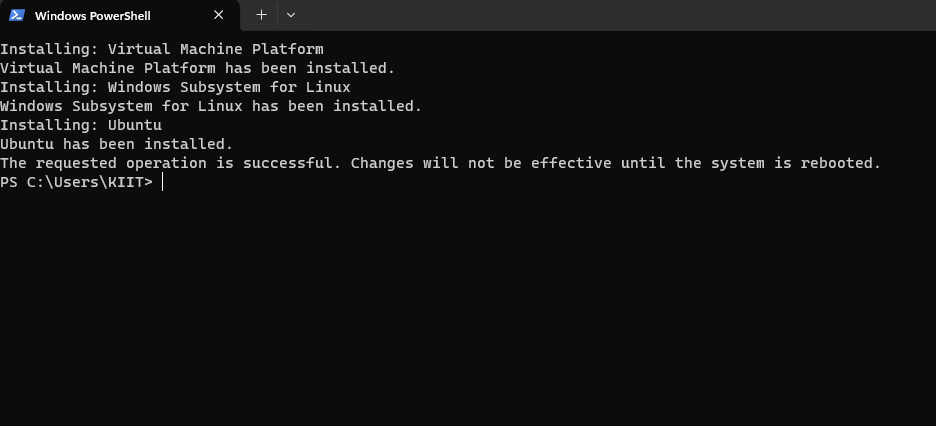 Windows PowerShell
Installing: Virtual Machine Platform
Virtual Machine Platform has been installed.
Installing: Windows Subsystem for Linux
Windows Subsystem for Linux has been installed.
Installing: Ubuntu
Ubuntu has been installed.
The requested operation is successful. Changes will not be effective until the system is rebooted.
PS C:\Users\KIIT>